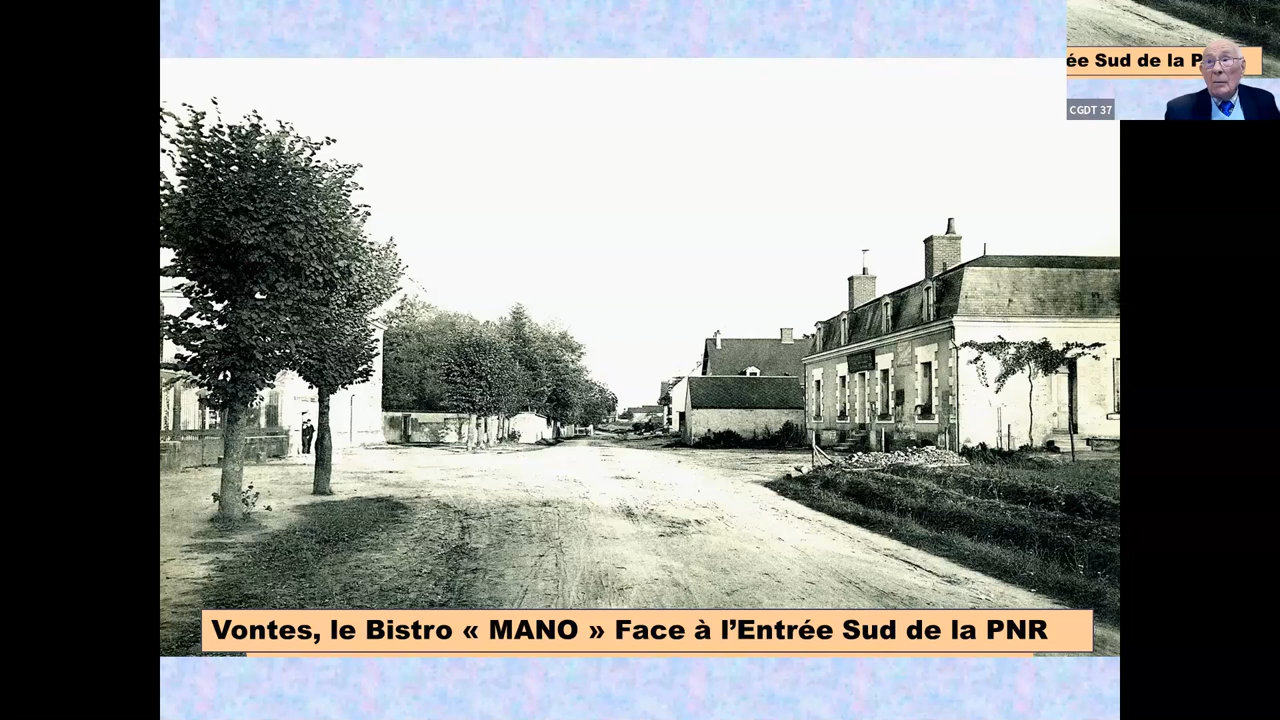 ée Sud de la P
CGDT 37
Vontes, le Bistro « MANO » Face à l’Entrée Sud de la PNR